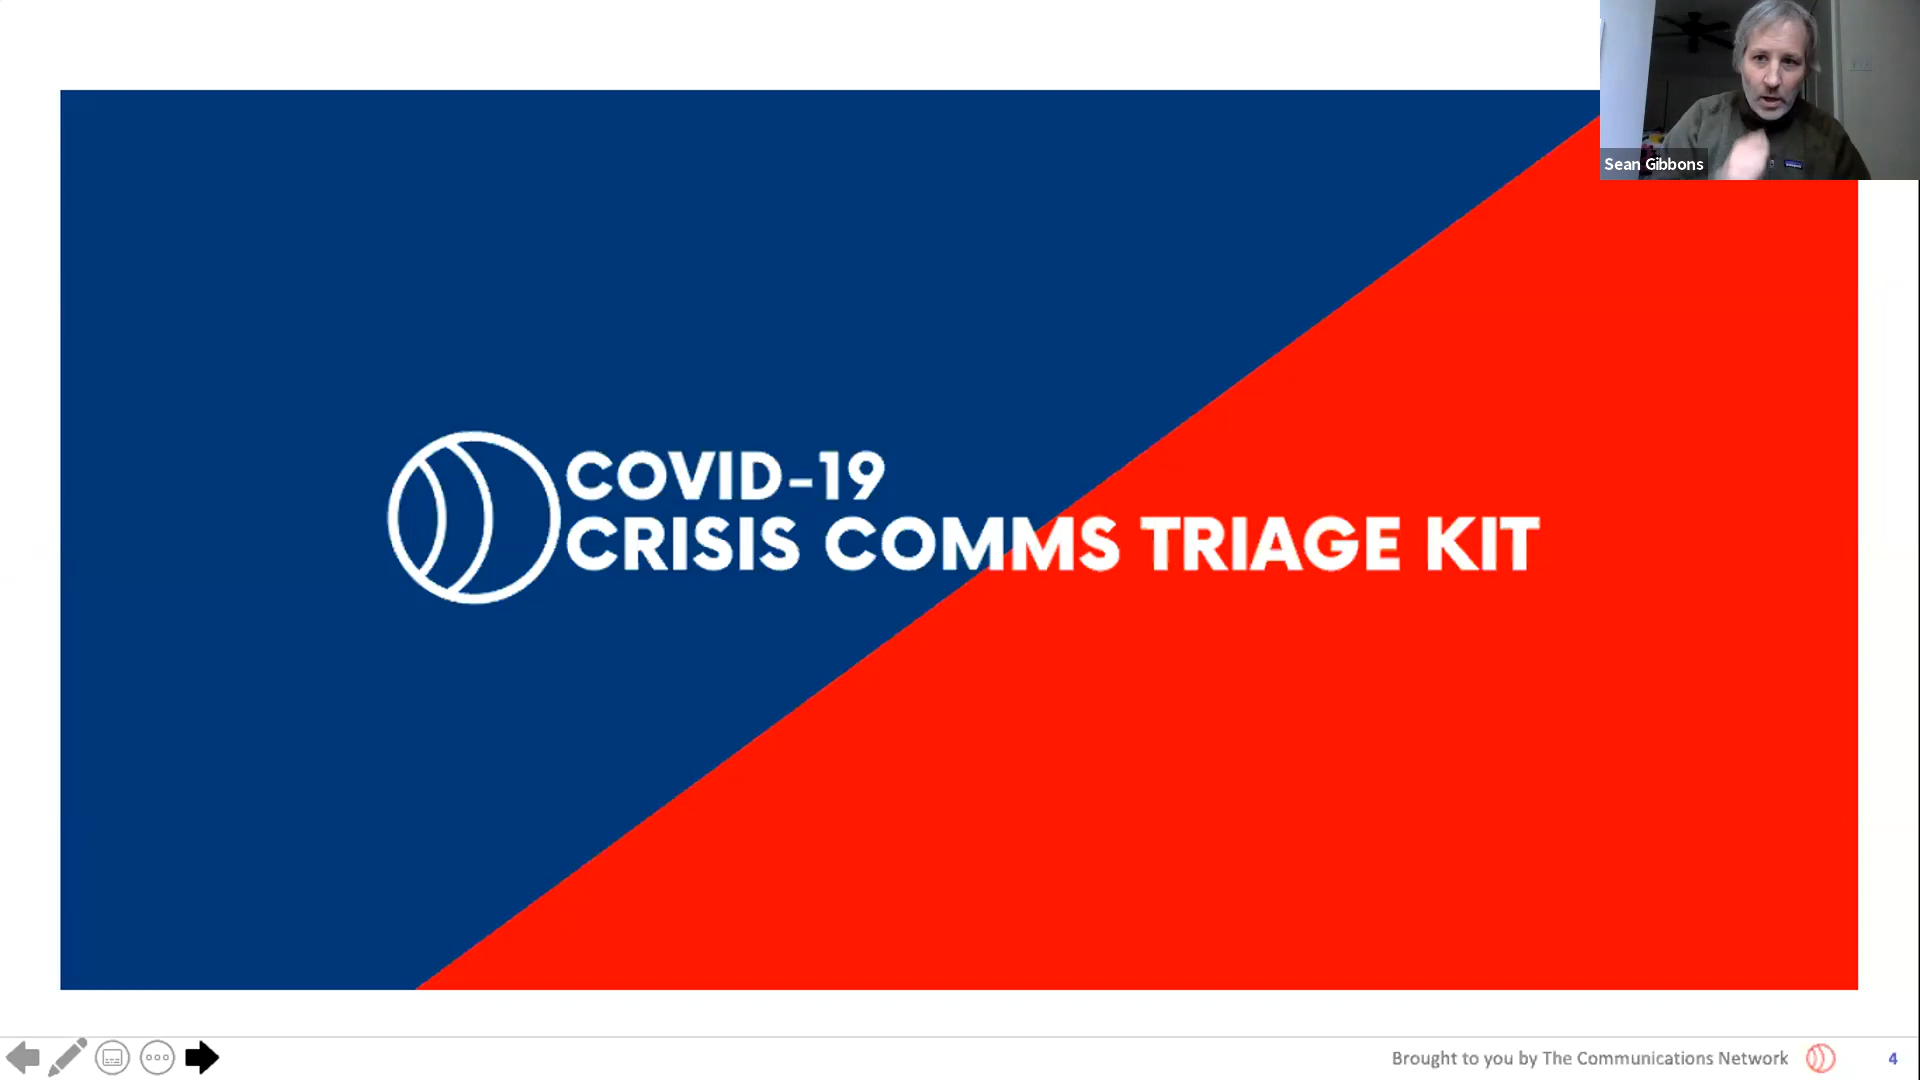 Sean Gibbons
COVID-19
CRISIS COMMS TRIAGE KIT
Brought to you by The Communications Network
4